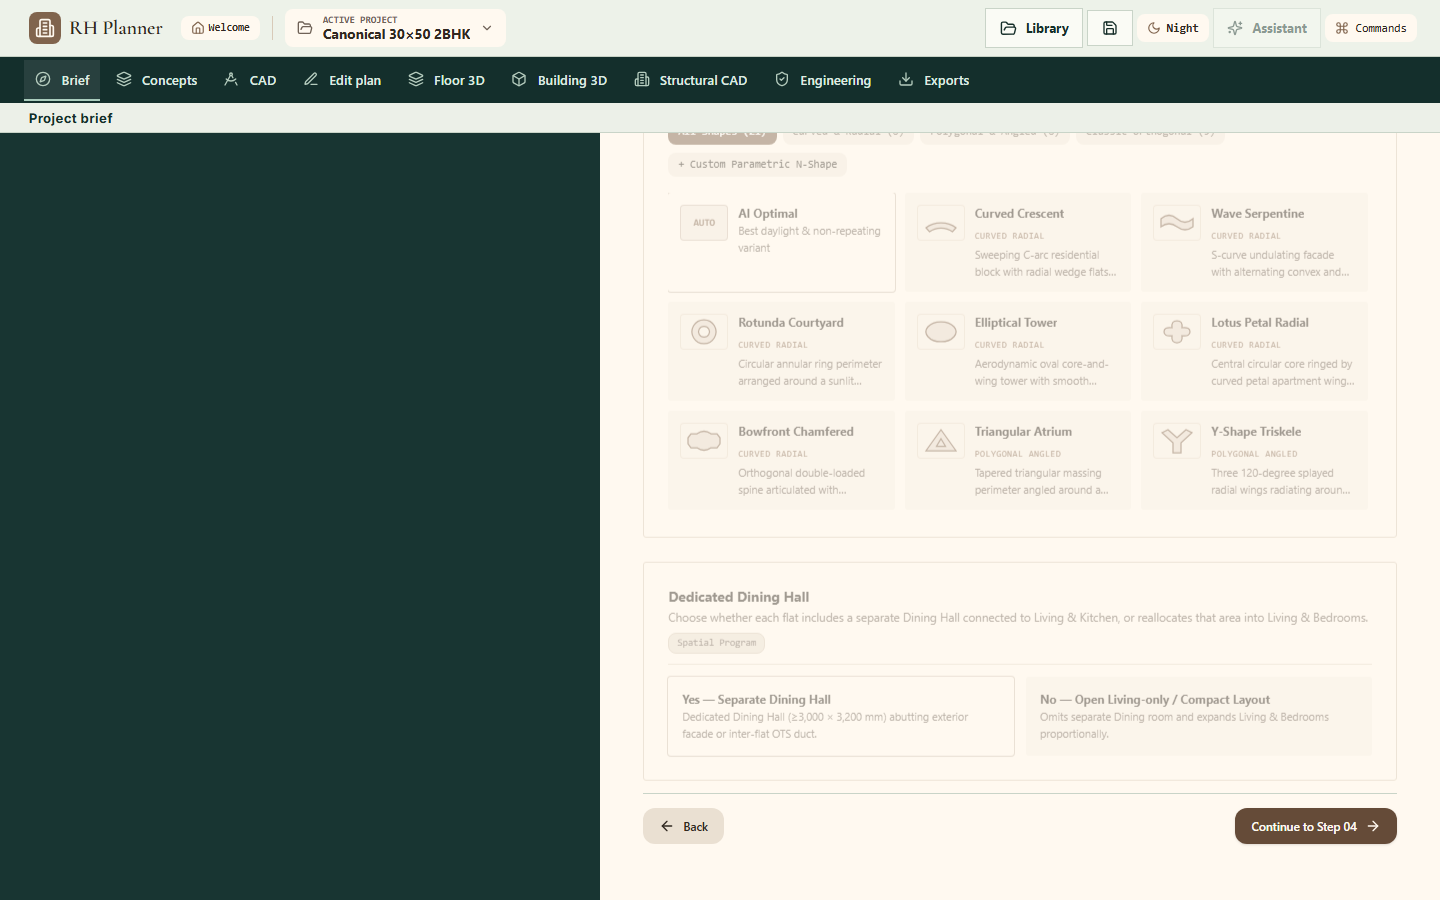 RH Planner
Welcome
ACTIVE PROJECT
Canonical 30×50 2BHK
Library
Night
Assistant
⌘ Commands
Brief
Concepts
CAD
Edit plan
Floor 3D
Building 3D
Structural CAD
Engineering
Exports
Project brief
+ Custom Parametric N-Shape
AUTO
AI Optimal
Best daylight & non-repeating
variant
Curved Crescent
CURVED RADIAL
Sweeping C-arc residential
block with radial wedge flats...
Wave Serpentine
CURVED RADIAL
S-curve undulating facade
with alternating convex and...
Rotunda Courtyard
CURVED RADIAL
Circular annular ring perimeter
arranged around a sunlit...
Elliptical Tower
CURVED RADIAL
Aerodynamic oval core-and-
wing tower with smooth...
Lotus Petal Radial
CURVED RADIAL
Central circular core ringed by
curved petal apartment wing...
Bowfront Chamfered
CURVED RADIAL
Orthogonal double-loaded
spine articulated with...
Triangular Atrium
POLYGONAL ANGLED
Tapered triangular massing
perimeter angled around a...
Y-Shape Triskele
POLYGONAL ANGLED
Three 120-degree splayed
radial wings radiating aroun...
Dedicated Dining Hall
Choose whether each flat includes a separate Dining Hall connected to Living & Kitchen, or reallocates that area into Living & Bedrooms.
Spatial Program
Yes — Separate Dining Hall
Dedicated Dining Hall (≥3,000 × 3,200 mm) abutting exterior
facade or inter-flat OTS duct.
No — Open Living-only / Compact Layout
Omits separate Dining room and expands Living & Bedrooms
proportionally.
Back
Continue to Step 04